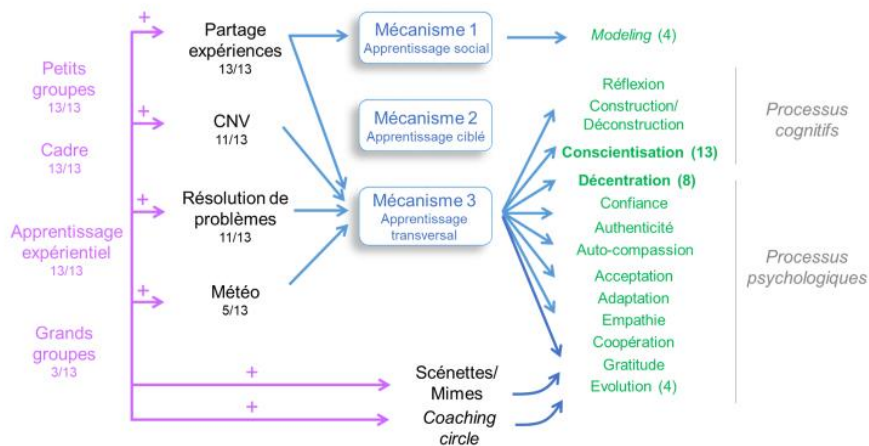 Petits
groupes
13/13
Cadre
13/13
Apprentissage
expérientiel
13/13
Grands
groupes
3/13
+
+
+
+
+
+
Partage
expériences
13/13
CNV
11/13
Résolution de
problèmes
11/13
Météo
5/13
Scénettes/
Mimes
Coaching
circle
Mécanisme 1
Apprentissage social
Mécanisme 2
Apprentissage ciblé
Mécanisme 3
Apprentissage
transversal
Modeling (4)
Réflexion
Construction/
Déconstruction
Conscientisation (13)
Décentration (8)
Confiance
Authenticité
Auto-compassion
Acceptation
Adaptation
Empathie
Coopération
Gratitude
Evolution (4)
Processus
cognitifs
Processus
psychologiques